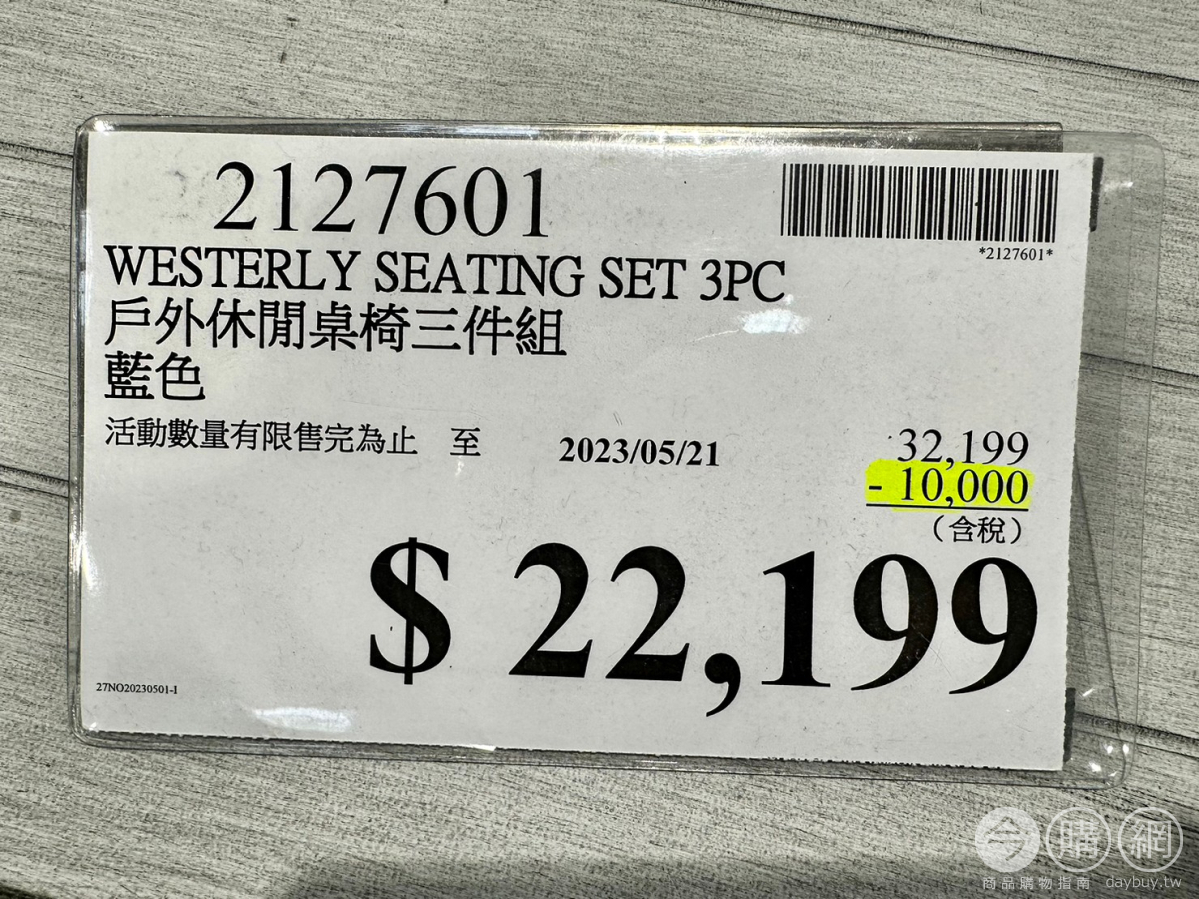 2127601
*2127601*
WESTERLY SEATING SET 3PC
戶外休閒桌椅三件組
藍色
活動數量有限售完為止 至 2023/05/21
32,199
- 10,000
(含稅)
$ 22,199
27NO20230501-1
今購網
商品購物指南 daybuy.tw